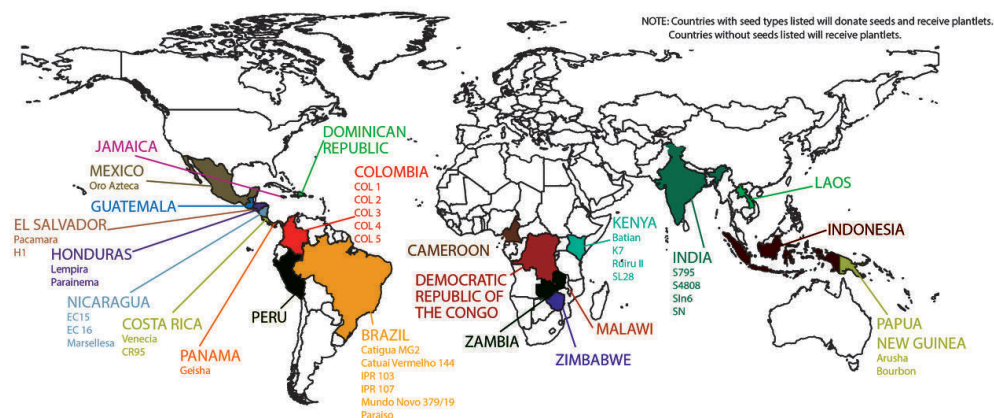 NOTE: Countries with seed types listed will donate seeds and receive plantlets.
Countries without seeds listed will receive plantlets.
JAMAICA
MEXICO
Oro Azteca
GUATEMALA
EL SALVADOR
Pacamara
H1
HONDURAS
Lempira
Parainema
NICARAGUA
EC15
EC 16
Marsellesa
COSTA RICA
Venecia
CR95
PANAMA
Geisha
DOMINICAN
REPUBLIC
COLOMBIA
COL 1
COL 2
COL 3
COL 4
COL 5
PERU
BRAZIL
Catigua MG2
Catuai Vermelho 144
IPR 103
IPR 107
Mundo Novo 379/19
Paraiso
CAMEROON
DEMOCRATIC
REPUBLIC OF
THE CONGO
ZAMBIA
ZIMBABWE
MALAWI
KENYA
Batian
K7
Ruiru II
SL28
INDIA
S795
S4808
Sln6
SN
LAOS
INDONESIA
PAPUA
NEW GUINEA
Arusha
Bourbon